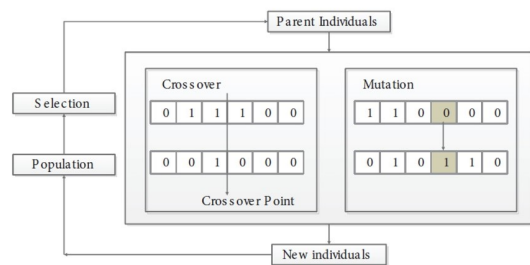 Parent Individuals
Crossover
0 1 1 1 0 0
0 0 1 0 0 0
Crossover Point
Mutation
1 1 0 0 0 0
0 1 0 1 1 0
Selection
Population
New individuals